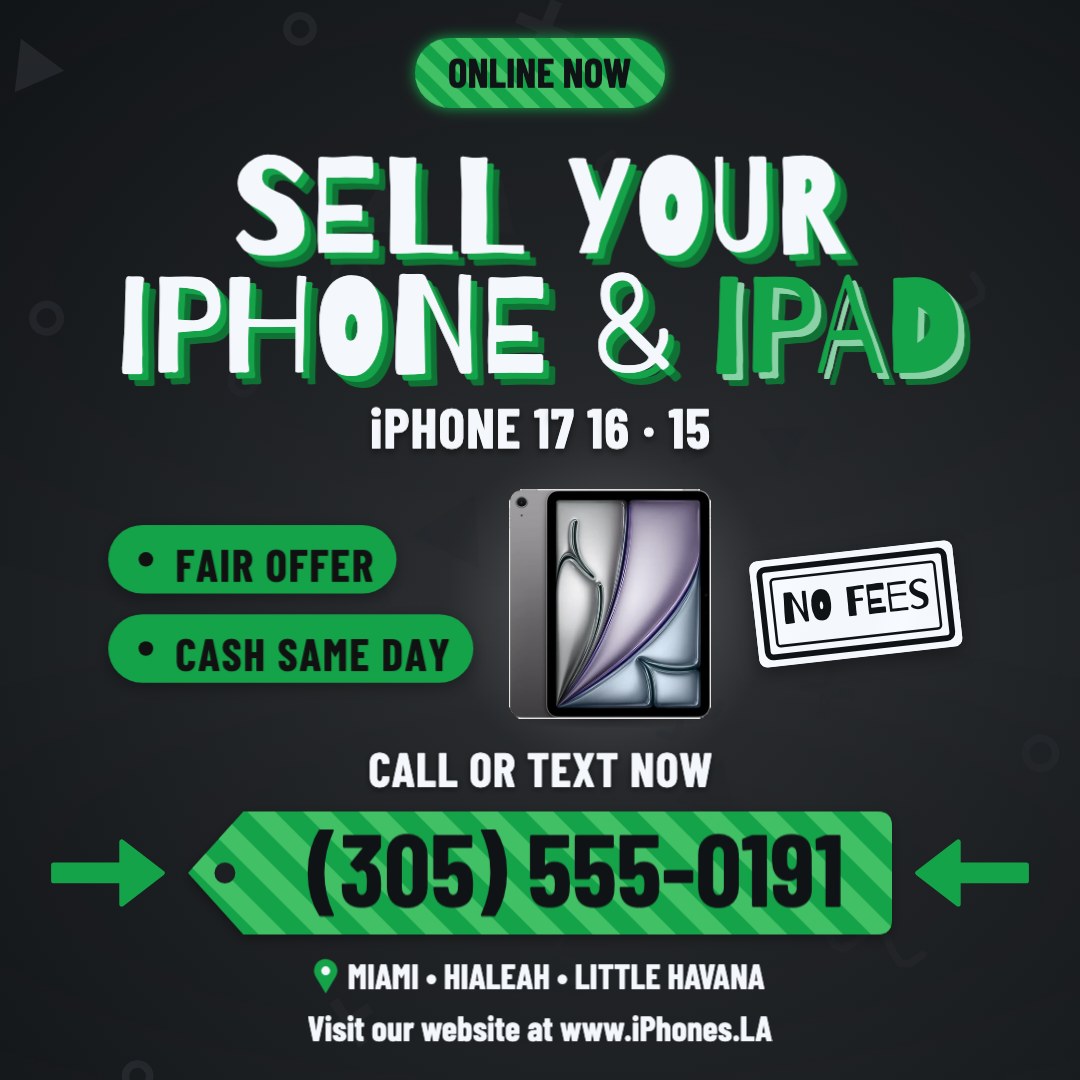 ONLINE NOW
SELL YOUR
IPHONE & IPAD
iPHONE 17 16 · 15
• FAIR OFFER
• CASH SAME DAY
NO FEES
CALL OR TEXT NOW
(305) 555-0191
MIAMI • HIALEAH • LITTLE HAVANA
Visit our website at www.iPhones.LA